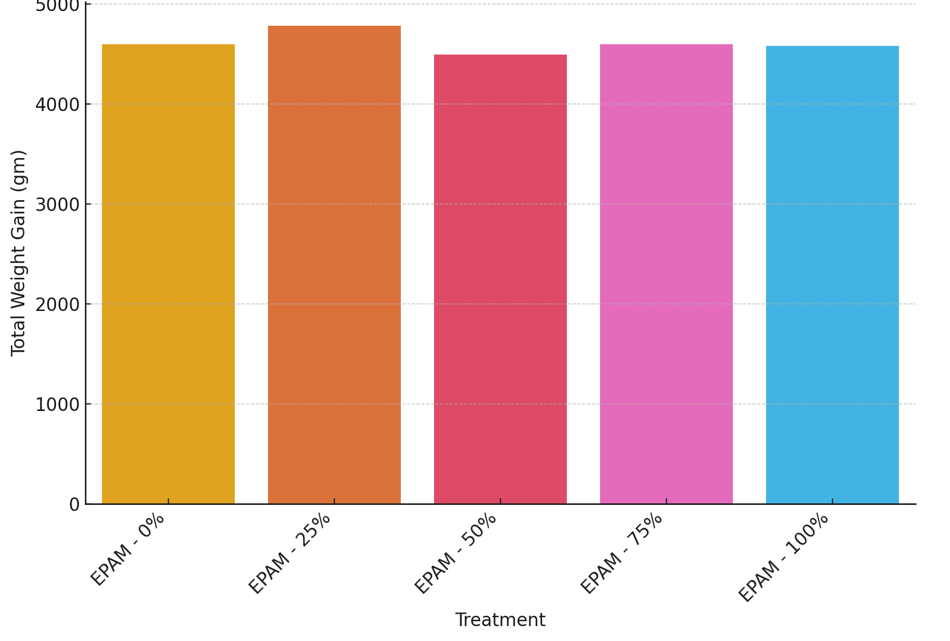 5000
4000
3000
2000
1000
0
Total Weight Gain (gm)
EPAM - 0%
EPAM - 25%
EPAM - 50%
EPAM - 75%
EPAM - 100%
Treatment